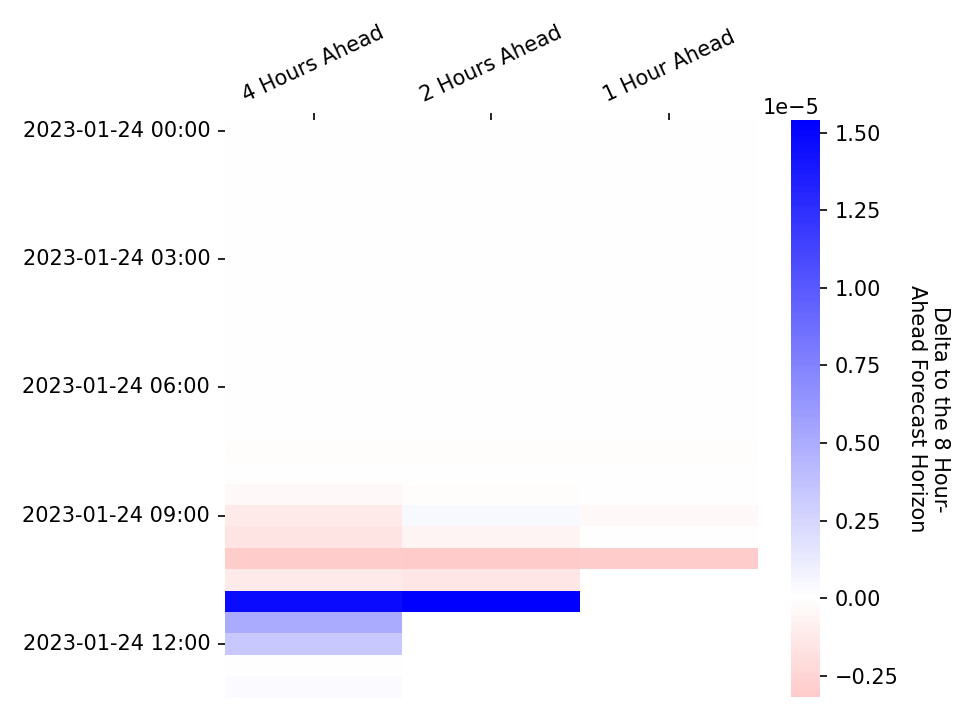 4 Hours Ahead
2 Hours Ahead
1 Hour Ahead
1e−5
2023-01-24 00:00
2023-01-24 03:00
2023-01-24 06:00
2023-01-24 09:00
2023-01-24 12:00
1.50
1.25
1.00
0.75
0.50
0.25
0.00
−0.25
Delta to the 8 Hour-
Ahead Forecast Horizon